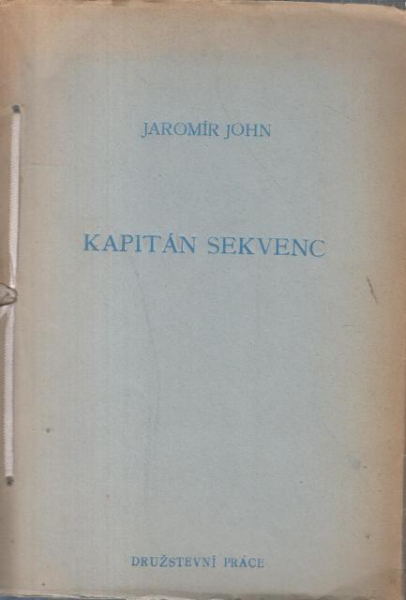 JAROMÍR JOHN
KAPITÁN SEKVENC
DRUŽSTEVNÍ PRÁCE